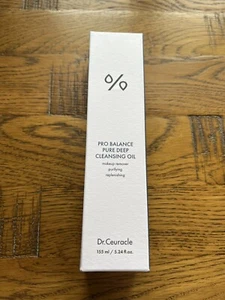 PRO BALANCE
PURE DEEP
CLEANSING OIL
makeup remover
purifying
replenishing
Dr.Ceuracle
155 ml / 5.24 fl.oz.